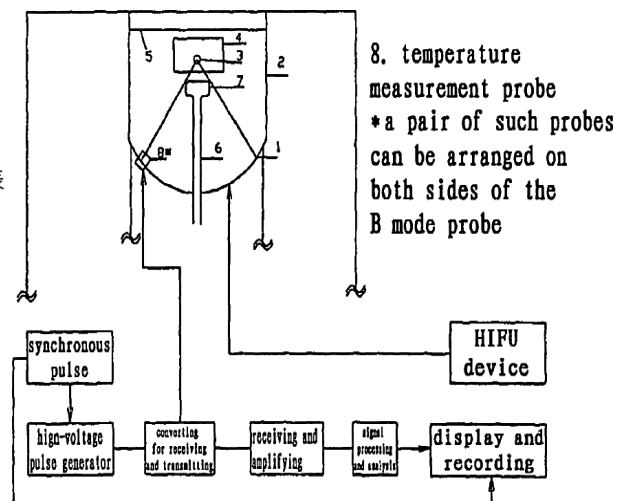 4
3
5
2
7
8*
6
1
8. temperature
measurement probe
*a pair of such probes
can be arranged on
both sides of the
B mode probe
HIFU
device
synchronous
pulse
hign-voltage
pulse generator
converting
for receiving
and transmitting
receiving and
amplifying
signal
processing
and analysis
display and
recording